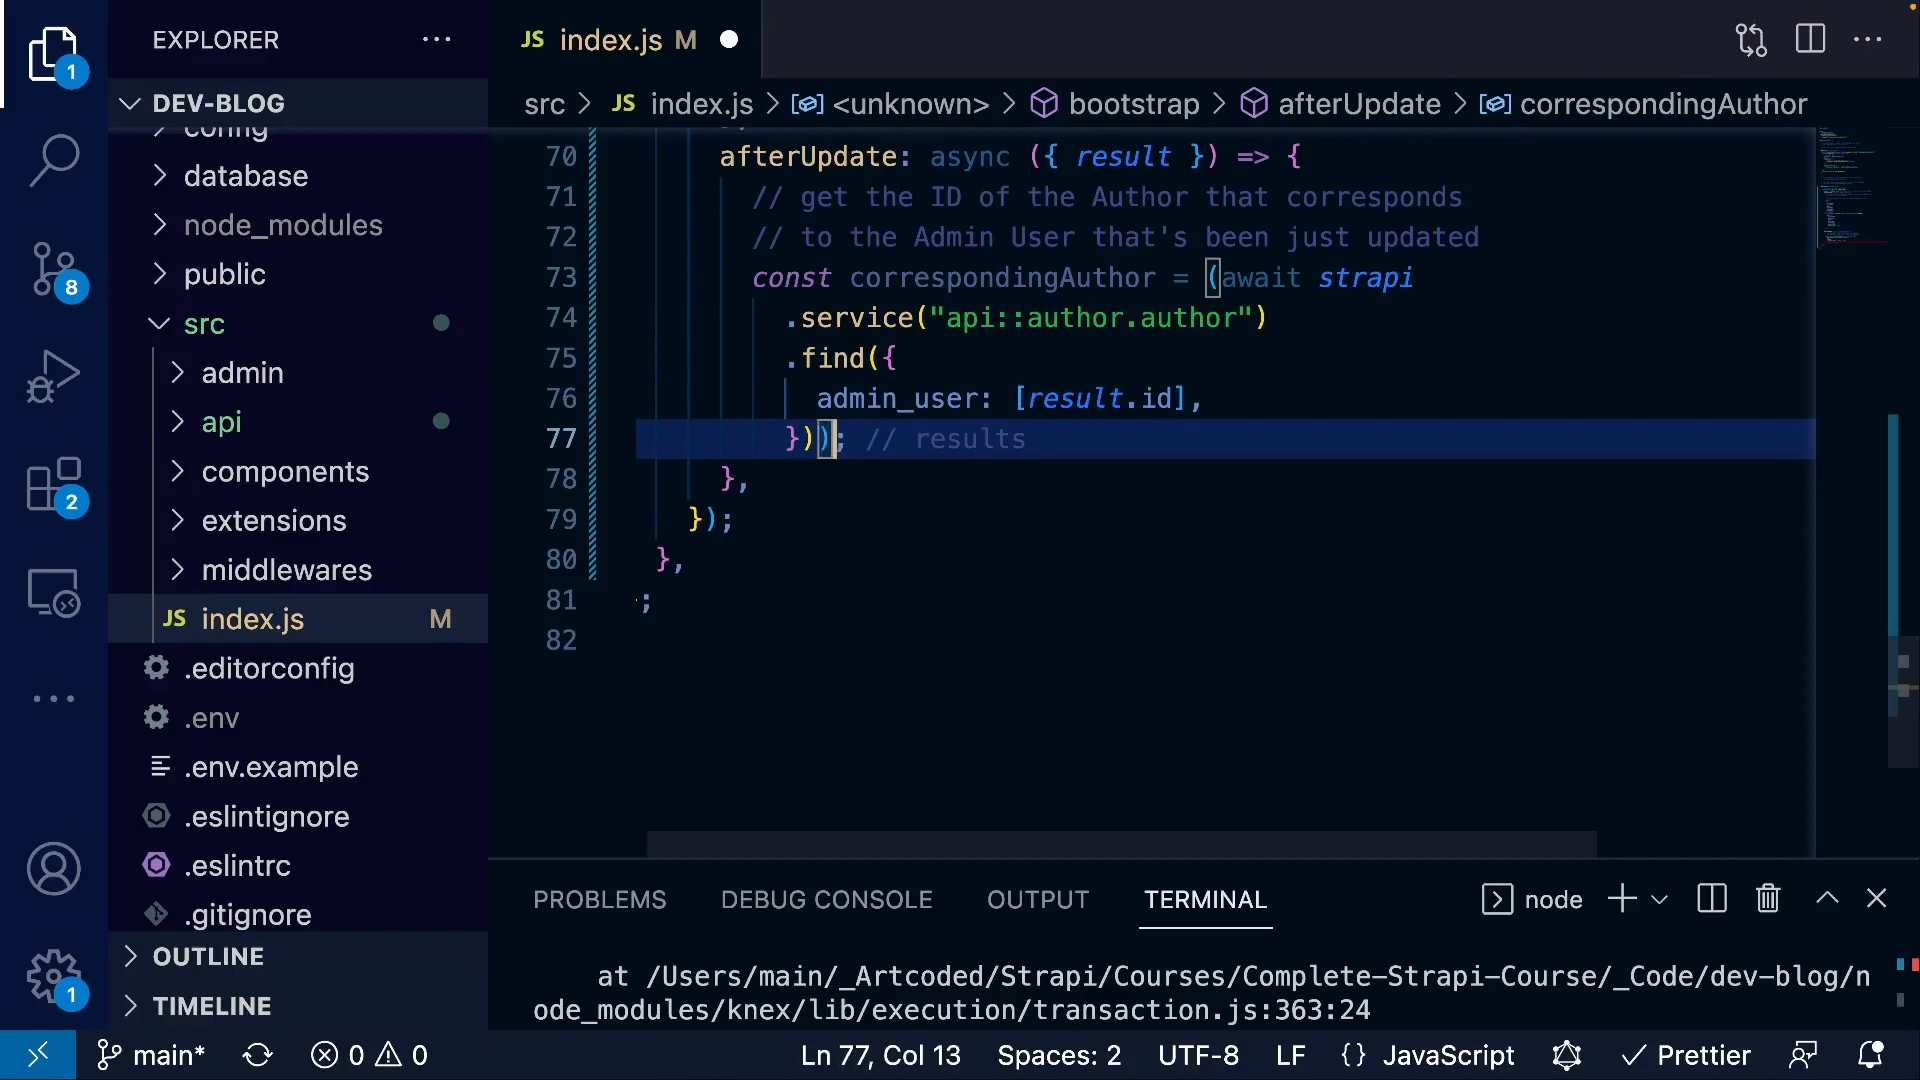 EXPLORER
DEV-BLOG
config
database
node_modules
public
src
admin
api
components
extensions
middlewares
JS index.js M
.editorconfig
.env
.env.example
.eslintignore
.eslintrc
.gitignore
OUTLINE
TIMELINE
1
8
2
1
JS index.js M
src > JS index.js > <unknown> > bootstrap > afterUpdate > correspondingAuthor
70 afterUpdate: async ({ result }) => {
71 // get the ID of the Author that corresponds
72 // to the Admin User that's been just updated
73 const correspondingAuthor = (await strapi
74 .service("api::author.author")
75 .find({
76 admin_user: [result.id],
77 })); // results
78 },
79 });
80 },
81 ;
82
PROBLEMS DEBUG CONSOLE OUTPUT TERMINAL node
at /Users/main/_Artcoded/Strapi/Courses/Complete-Strapi-Course/_Code/dev-blog/n
ode_modules/knex/lib/execution/transaction.js:363:24
main* 0 0 Ln 77, Col 13 Spaces: 2 UTF-8 LF {} JavaScript Prettier